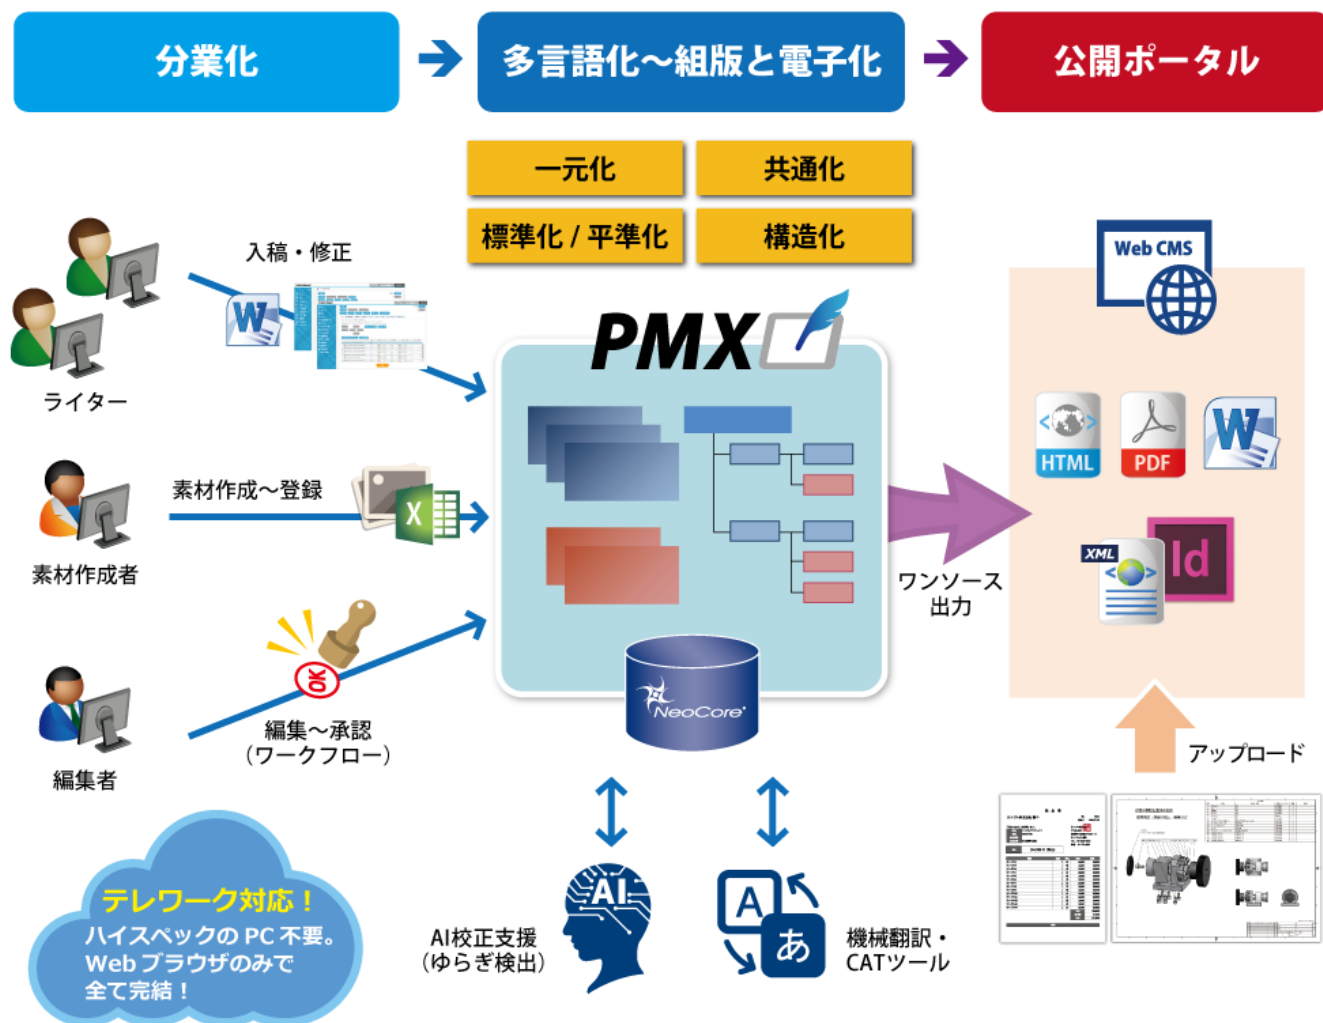 分業化
多言語化～組版と電子化
公開ポータル
一元化
共通化
標準化 / 平準化
構造化
入稿・修正
W
ライター
PMX
Web CMS
HTML
PDF
W
素材作成～登録
X
素材作成者
ワンソース
出力
XML
Id
OK
編集～承認
（ワークフロー）
編集者
NeoCore
アップロード
テレワーク対応！
ハイスペックの PC 不要。
Web ブラウザのみで
全て完結！
AI
AI校正支援
（ゆらぎ検出）
A
あ
機械翻訳・
CATツール